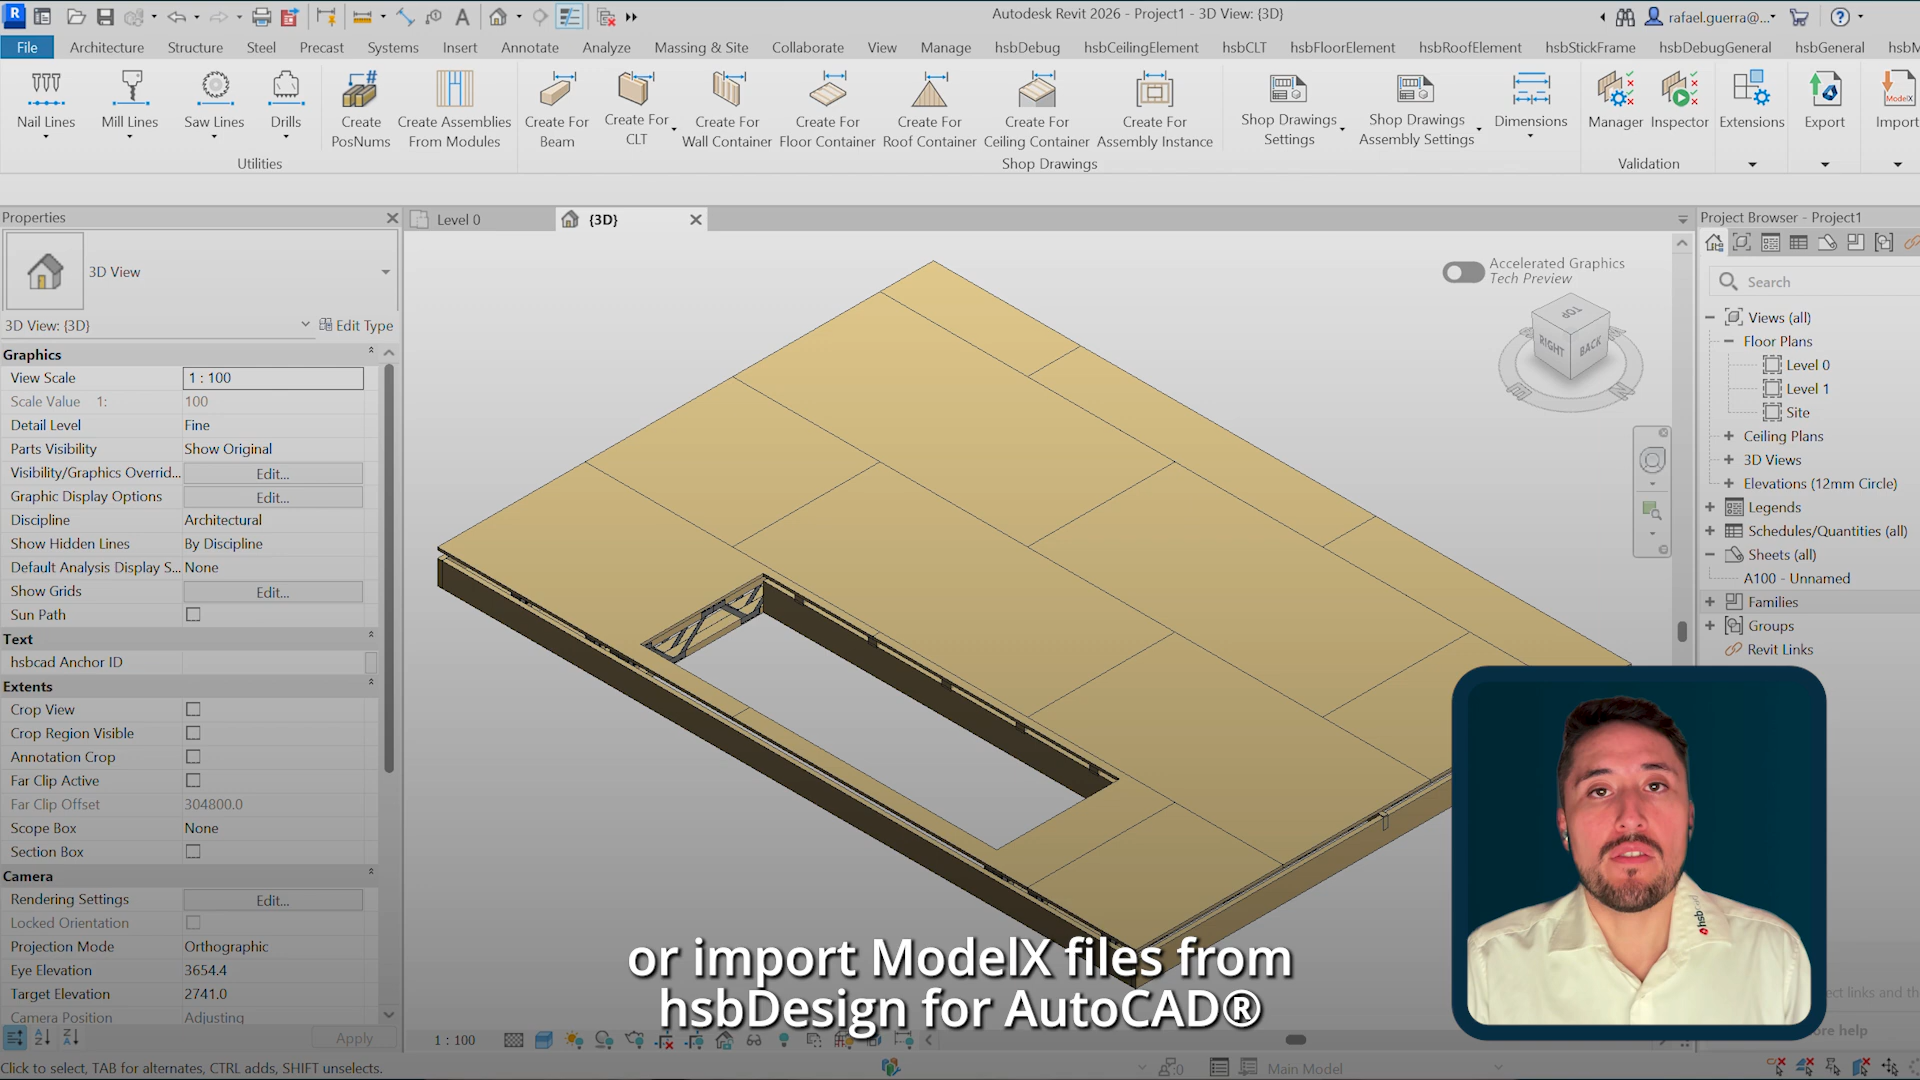 Autodesk Revit 2026 - Project1 - 3D View: {3D}
rafael.guerra@...
File Architecture Structure Steel Precast Systems Insert Annotate Analyze Massing & Site Collaborate View Manage hsbDebug hsbCeilingElement hsbCLT hsbFloorElement hsbRoofElement hsbStickFrame hsbDebugGeneral hsbGeneral
Nail Lines Mill Lines Saw Lines Drills
Create PosNums
Create Assemblies From Modules
Create For Beam
Create For CLT
Create For Wall Container
Create For Floor Container
Create For Roof Container
Create For Ceiling Container
Create For Assembly Instance
Shop Drawings Settings
Shop Drawings Assembly Settings
Dimensions Manager Inspector Extensions Export Import
ModelX
Utilities Shop Drawings Validation
Properties
Level 0 {3D}
Project Browser - Project1
3D View
3D View: {3D} Edit Type
Graphics
View Scale 1 : 100
Scale Value 1: 100
Detail Level Fine
Parts Visibility Show Original
Visibility/Graphics Overrid... Edit...
Graphic Display Options Edit...
Discipline Architectural
Show Hidden Lines By Discipline
Default Analysis Display S... None
Show Grids Edit...
Sun Path
Text
hsbcad Anchor ID
Extents
Crop View
Crop Region Visible
Annotation Crop
Far Clip Active
Far Clip Offset 304800.0
Scope Box None
Section Box
Camera
Rendering Settings Edit...
Locked Orientation
Projection Mode Orthographic
Eye Elevation 3654.4
Target Elevation 2741.0
Camera Position Adjusting
Apply
Accelerated Graphics
Tech Preview
TOP
RIGHT
BACK
Search
Views (all)
Floor Plans
Level 0
Level 1
Site
Ceiling Plans
3D Views
Elevations (12mm Circle)
Legends
Schedules/Quantities (all)
Sheets (all)
A100 - Unnamed
Families
Groups
Revit Links
or import ModelX files from
hsbDesign for AutoCAD®
1 : 100
Click to select, TAB for alternates, CTRL adds, SHIFT unselects.
:0
Main Model